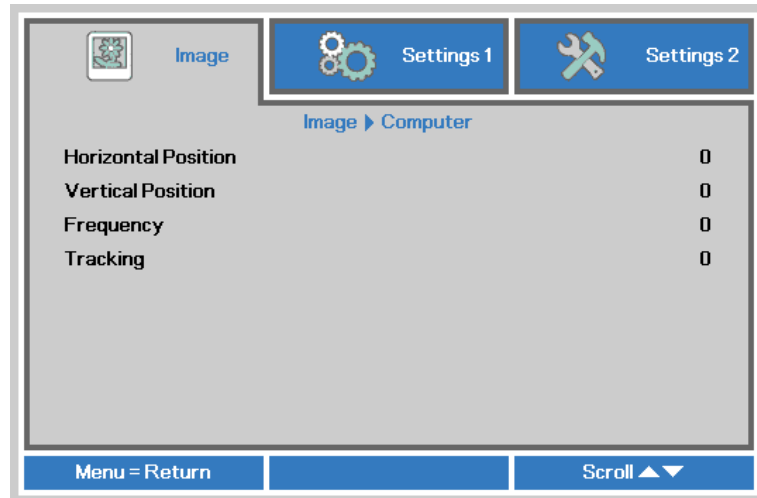 Image Settings 1 Settings 2
Image ▶ Computer
Horizontal Position 0
Vertical Position 0
Frequency 0
Tracking 0
Menu = Return Scroll ▲▼